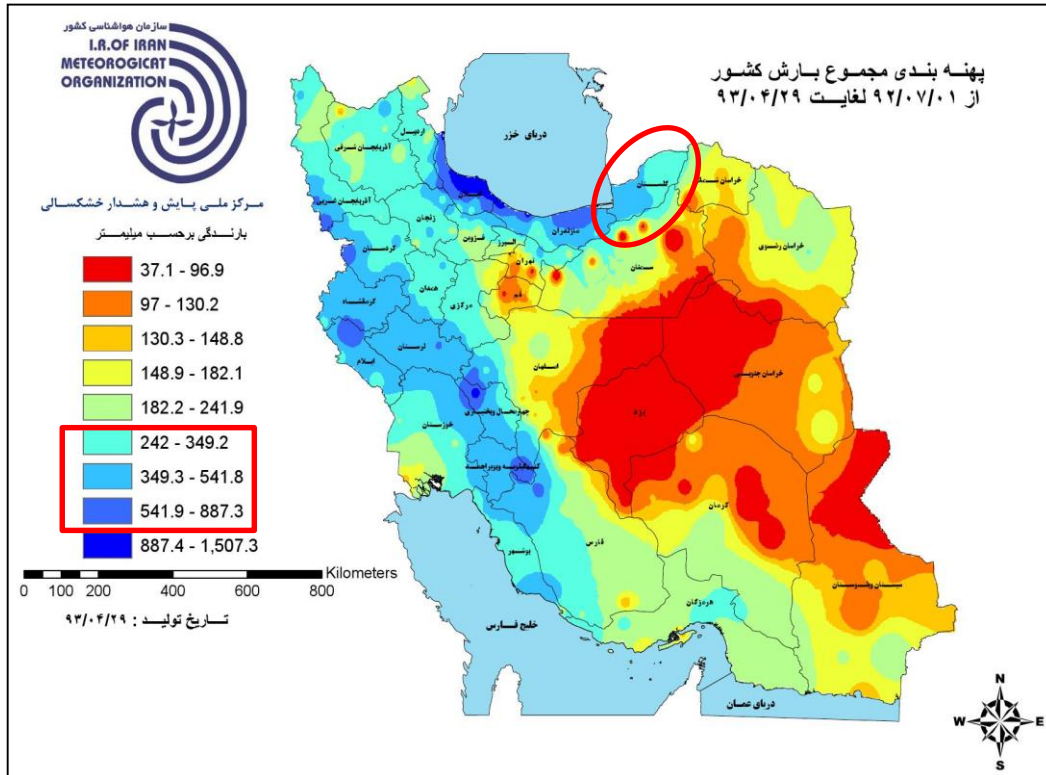 سازمان هواشناسی کشور
I.R.OF IRAN
METEOROGICAT
ORGANIZATION
مرکز ملی پایش و هشدار خشکسالی
پهنه بندی مجموع بارش کشور
از ۹۲/۰۷/۰۱ لغایت ۹۳/۰۴/۲۹
بارندگی برحسب میلیمتر
37.1 - 96.9
97 - 130.2
130.3 - 148.8
148.9 - 182.1
182.2 - 241.9
242 - 349.2
349.3 - 541.8
541.9 - 887.3
887.4 - 1,507.3
Kilometers
0 100 200 400 600 800
تاریخ تولید : ۹۳/۰۴/۲۹
دریای خزر
اردبیل
آذربایجان شرقی
آذربایجان غربی
زنجان
کردستان
قزوین
البرز
تهران
قم
مازندران
گلستان
خراسان شمالی
خراسان رضوی
سمنان
همدان
مرکزی
کرمانشاه
لرستان
ایلام
اصفهان
خراسان جنوبی
یزد
چهارمحال وبختیاری
خوزستان
کهگیلویه وبویراحمد
کرمان
فارس
بوشهر
سیستان وبلوچستان
هرمزگان
خلیج فارس
دریای عمان
N
W
E
S